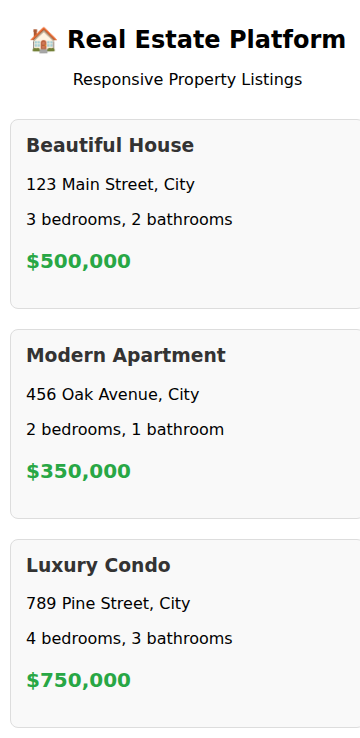 🏠 Real Estate Platform
Responsive Property Listings
Beautiful House
123 Main Street, City
3 bedrooms, 2 bathrooms
$500,000
Modern Apartment
456 Oak Avenue, City
2 bedrooms, 1 bathroom
$350,000
Luxury Condo
789 Pine Street, City
4 bedrooms, 3 bathrooms
$750,000